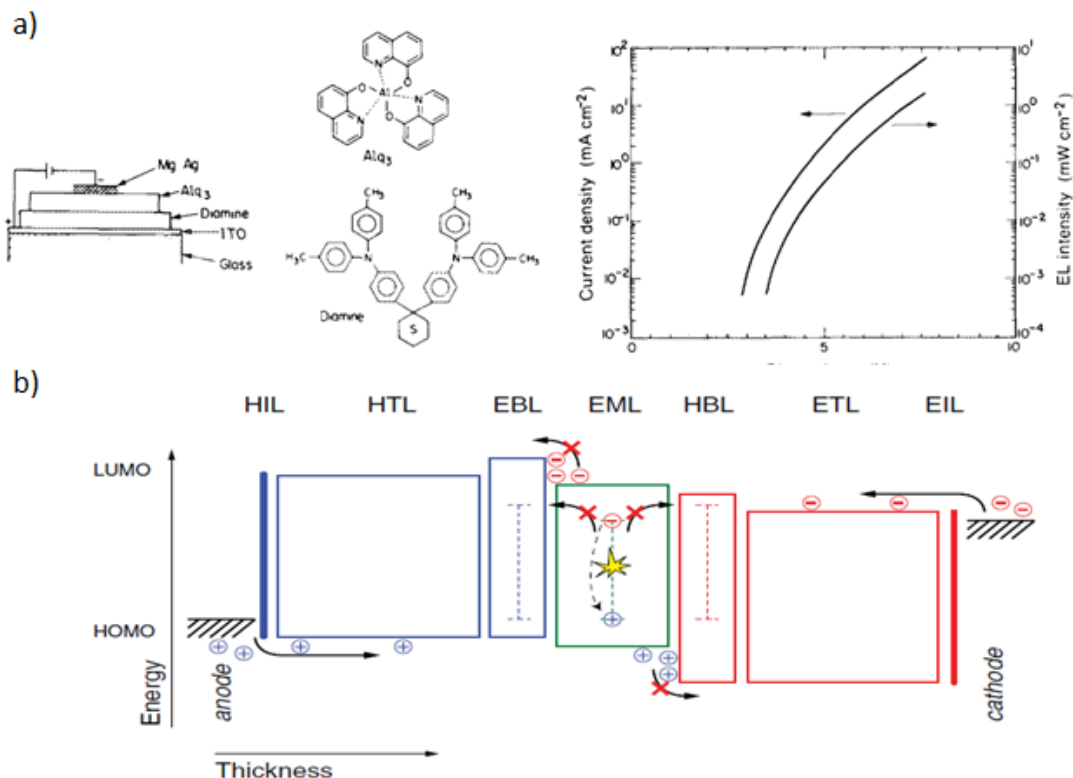 a)
Mg Ag
Alq3
Diamine
ITO
Glass
+
−
N
O
Al
O
N
N
O
Alq3
CH3
CH3
H3C
N
N
CH3
Diamine
S
Current density (mA cm-2)
10^2
10^1
10^0
10^-1
10^-2
10^-3
0
5
10
10^1
10^0
10^-1
10^-2
10^-3
10^-4
EL intensity (mW cm-2)
b)
HIL HTL EBL EML HBL ETL EIL
LUMO
HOMO
Energy
anode
cathode
Thickness